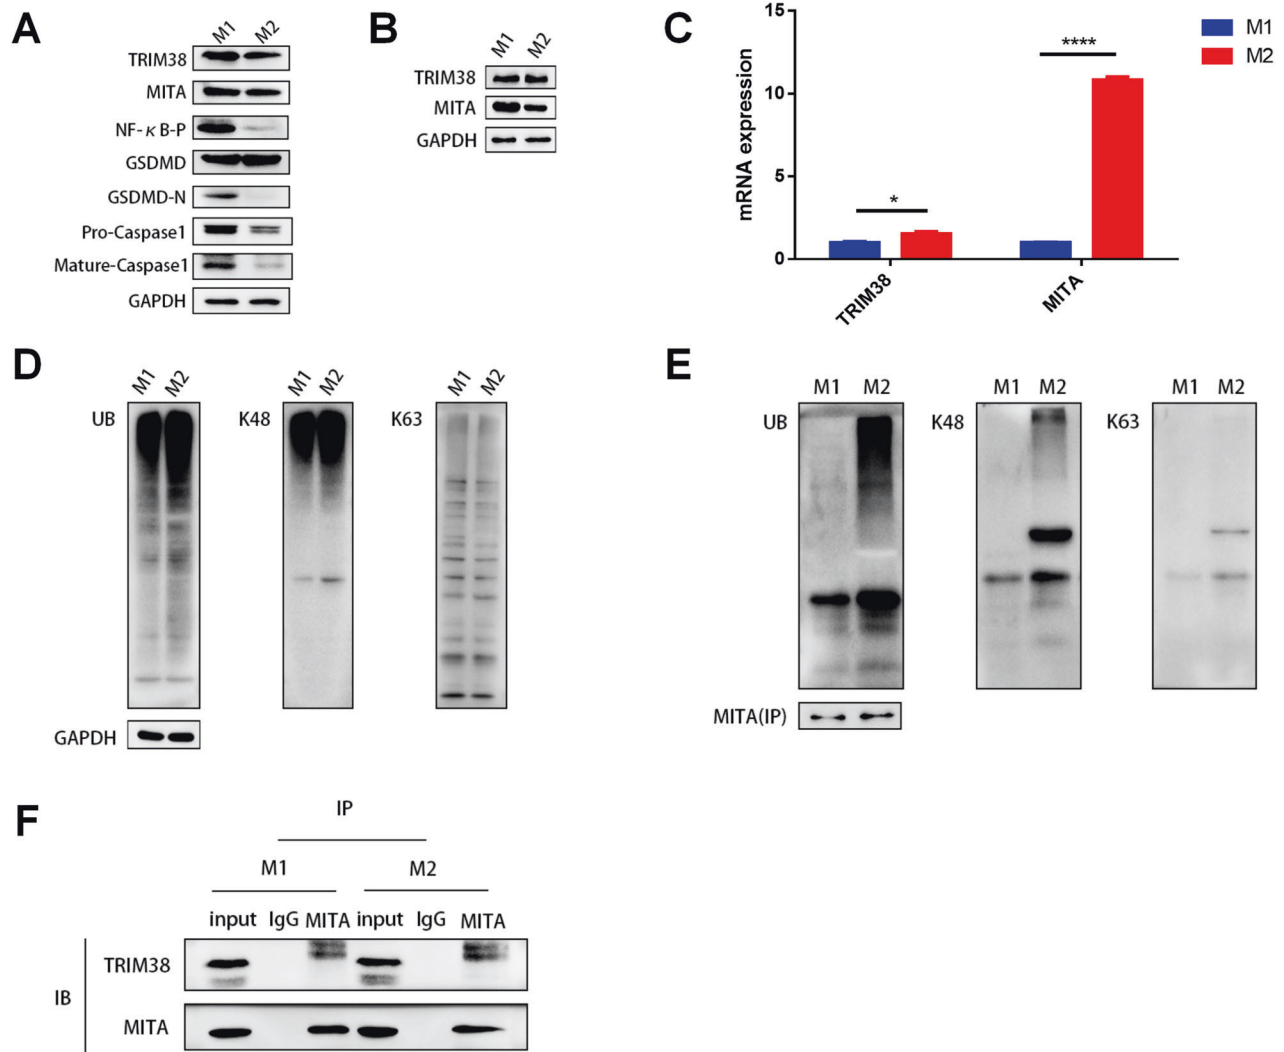 A
M1 M2
TRIM38
MITA
NF-κB-P
GSDMD
GSDMD-N
Pro-Caspase1
Mature-Caspase1
GAPDH
B
M1 M2
TRIM38
MITA
GAPDH
C
mRNA expression
15
10
5
0
* ****
TRIM38 MITA
M1
M2
D
M1 M2 M1 M2 M1 M2
UB K48 K63
GAPDH
E
M1 M2 M1 M2 M1 M2
UB K48 K63
MITA(IP)
F
IP
M1 M2
input IgG MITA input IgG MITA
IB
TRIM38
MITA